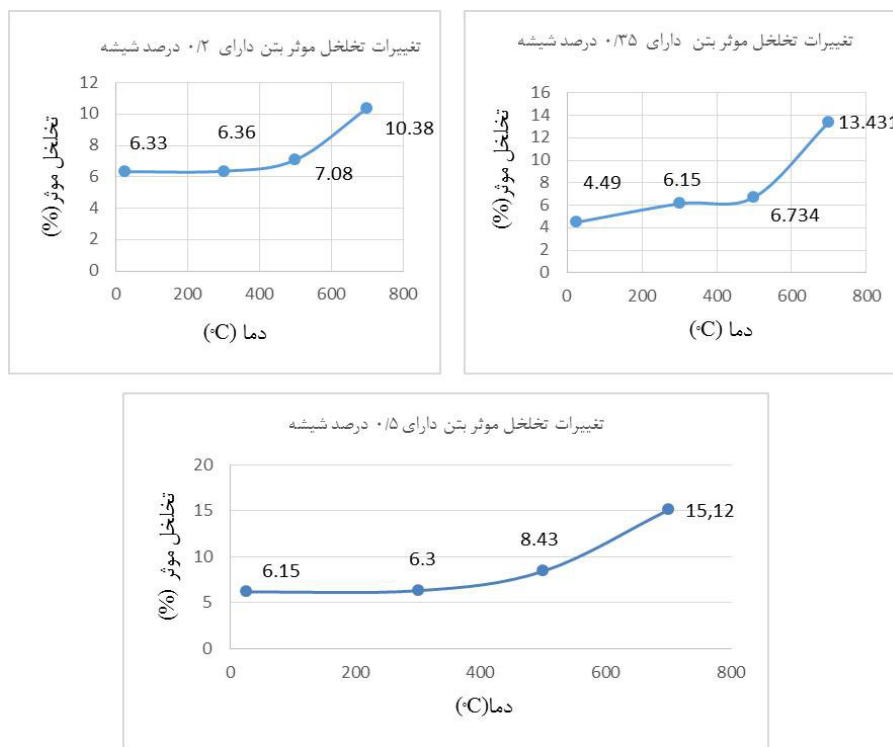 تغییرات تخلخل موثر بتن دارای ۰/۲ درصد شیشه
تخلخل موثر(%)
12
10
8
6
4
2
0
6.33
6.36
7.08
10.38
0 200 400 600 800
دما (°C)
تغییرات تخلخل موثر بتن دارای ۰/۳۵ درصد شیشه
تخلخل موثر(%)
16
14
12
10
8
6
4
2
0
4.49
6.15
6.734
13.431
0 200 400 600 800
دما (°C)
تغییرات تخلخل موثر بتن دارای ۰/۵ درصد شیشه
تخلخل موثر (%)
20
15
10
5
0
6.15
6.3
8.43
15,12
0 200 400 600 800
دما(°C)